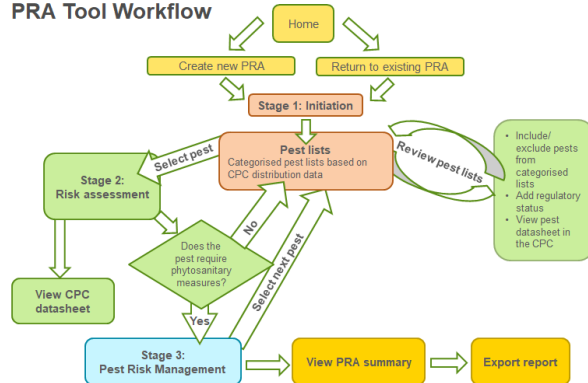 PRA Tool Workflow
Home
Create new PRA
Return to existing PRA
Stage 1: Initiation
Pest lists
Categorised pest lists based on
CPC distribution data
Select pest
Review pest lists
• Include/
exclude pests
from
categorised
lists
• Add regulatory
status
• View pest
datasheet in
the CPC
Stage 2:
Risk assessment
Does the
pest require
phytosanitary
measures?
No
Select next pest
View CPC
datasheet
Yes
Stage 3:
Pest Risk Management
View PRA summary
Export report